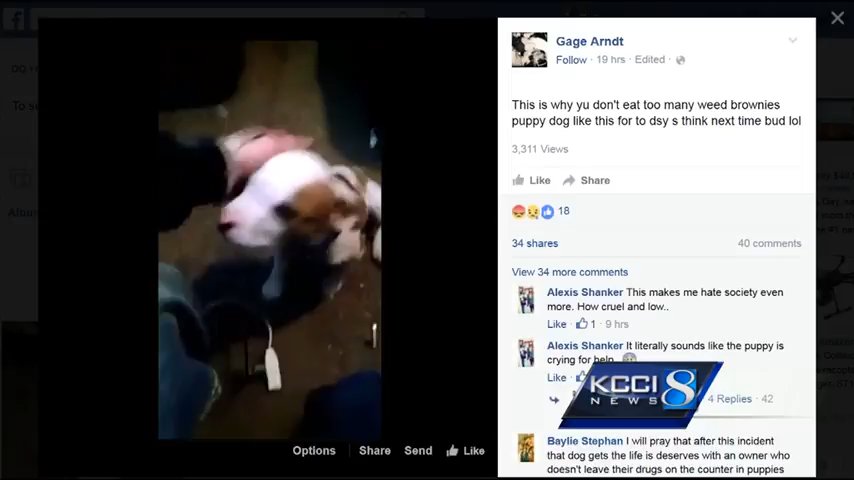 Gage Arndt
Follow · 19 hrs · Edited ·
This is why yu don't eat too many weed brownies
puppy dog like this for to dsy s think next time bud lol
3,311 Views
Like Share
18
34 shares 40 comments
View 34 more comments
Alexis Shanker This makes me hate society even
more. How cruel and low..
Like · 1 · 9 hrs
Alexis Shanker It literally sounds like the puppy is
crying for help.
Like ·
4 Replies · 42
KCCI 8
NEWS
Baylie Stephan I will pray that after this incident
that dog gets the life is deserves with an owner who
doesn't leave their drugs on the counter in puppies
Options Share Send Like
To se
Albu